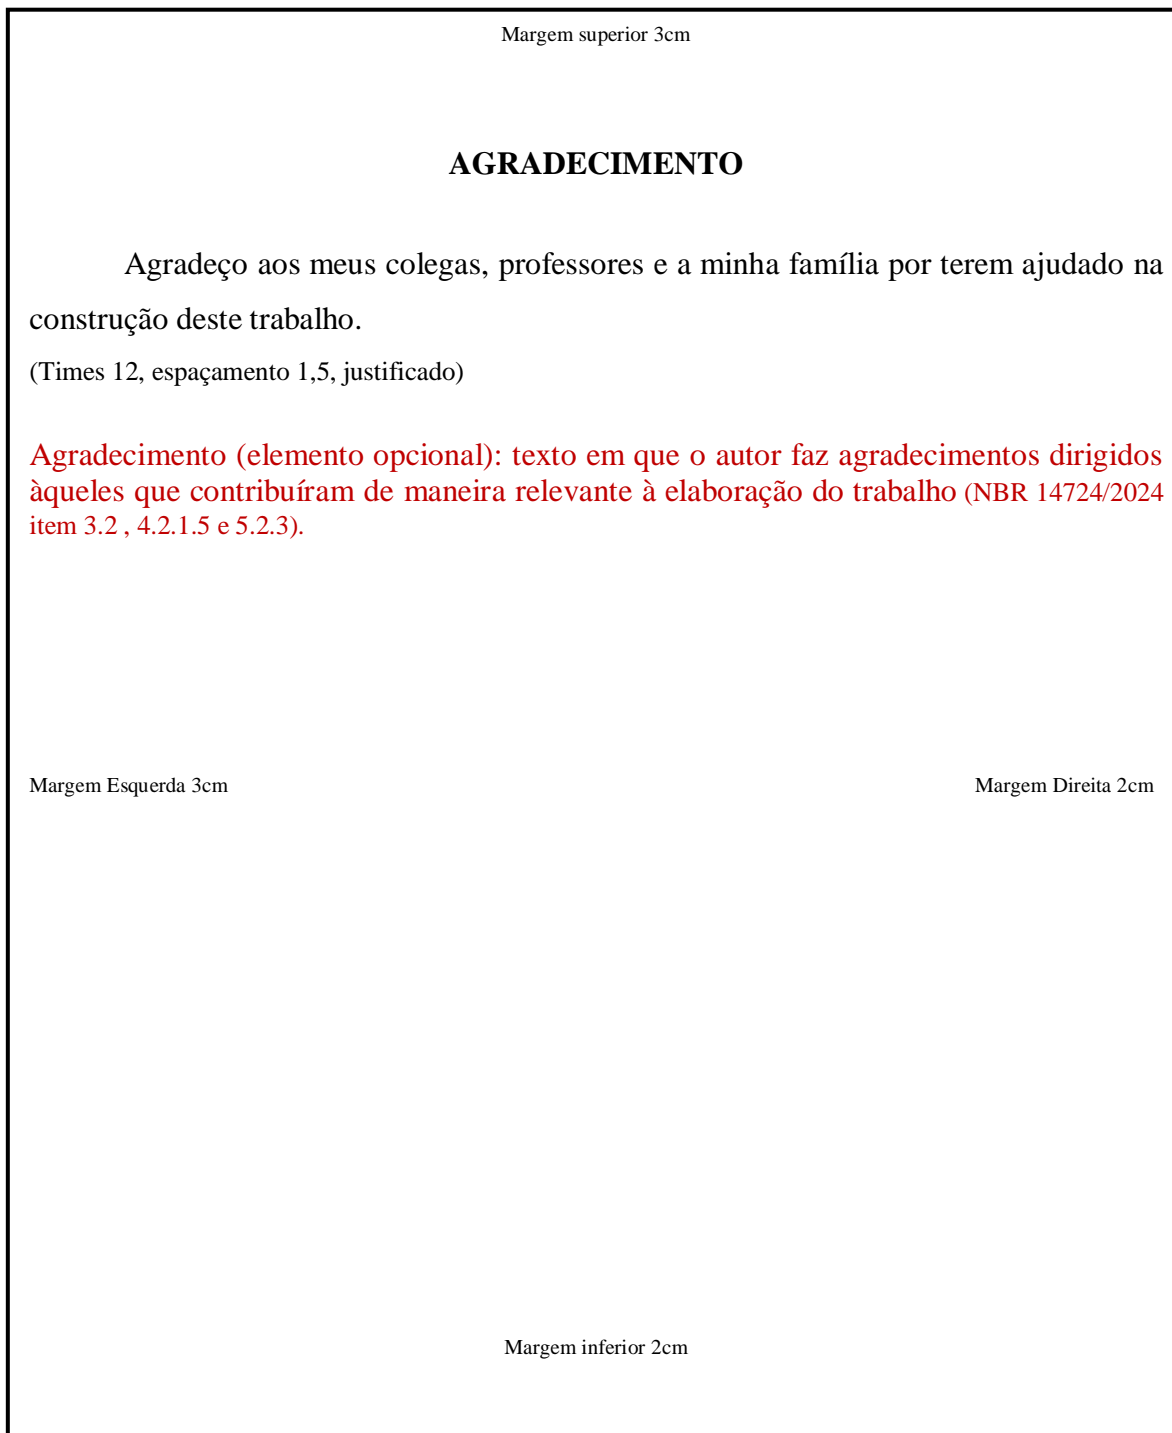 Margem superior 3cm
AGRADECIMENTO
Agradeço aos meus colegas, professores e a minha família por terem ajudado na
construção deste trabalho.
(Times 12, espaçamento 1,5, justificado)
Agradecimento (elemento opcional): texto em que o autor faz agradecimentos dirigidos
àqueles que contribuíram de maneira relevante à elaboração do trabalho (NBR 14724/2024
item 3.2 , 4.2.1.5 e 5.2.3).
Margem Esquerda 3cm
Margem Direita 2cm
Margem inferior 2cm